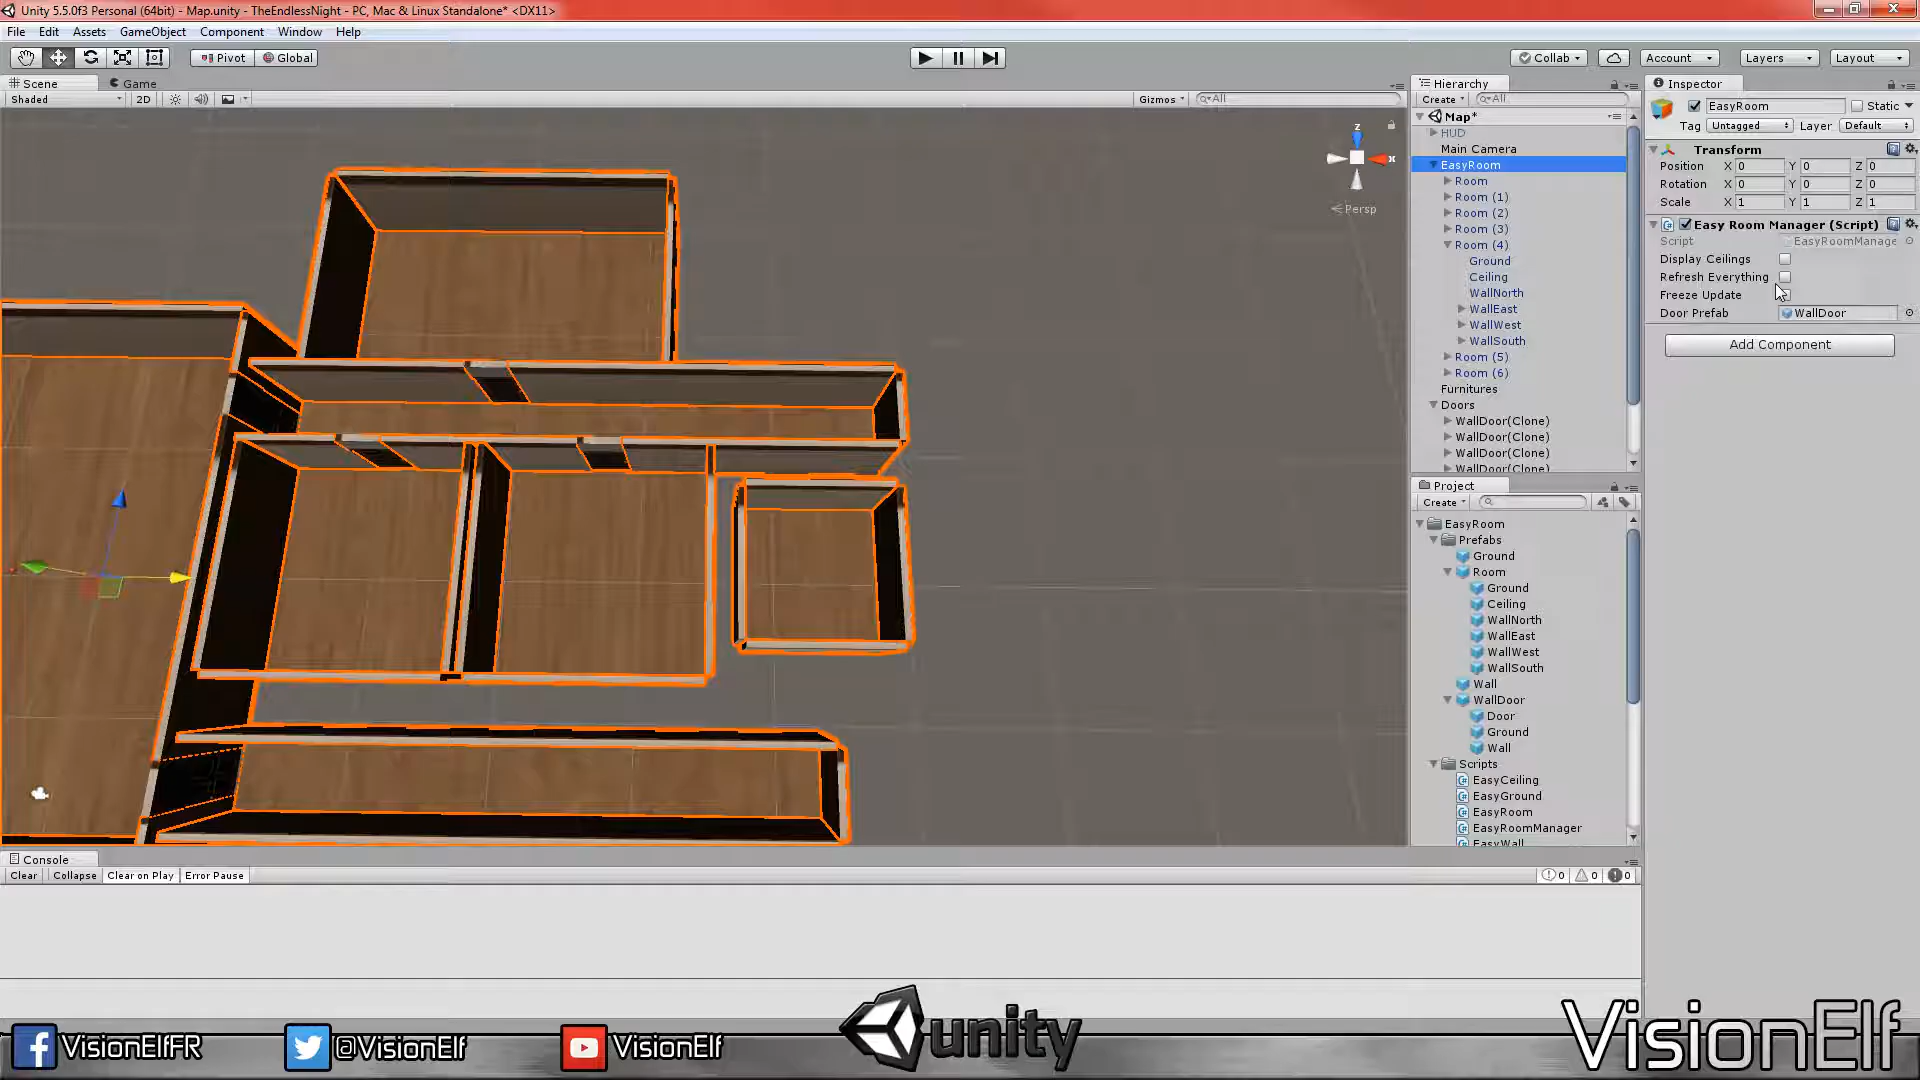 Unity 5.5.0f3 Personal (64bit) - Map.unity - TheEndlessNight - PC, Mac & Linux Standalone* <DX11>
File Edit Assets GameObject Component Window Help
Pivot Global Collab Account Layers Layout
Scene Game
Shaded 2D Gizmos All
z
x
Persp
Hierarchy
Create All
Map*
HUD
Main Camera
EasyRoom
Room
Room (1)
Room (2)
Room (3)
Room (4)
Ground
Ceiling
WallNorth
WallEast
WallWest
WallSouth
Room (5)
Room (6)
Furnitures
Doors
WallDoor(Clone)
WallDoor(Clone)
WallDoor(Clone)
WallDoor(Clone)
Project
Create
EasyRoom
Prefabs
Ground
Room
Ground
Ceiling
WallNorth
WallEast
WallWest
WallSouth
Wall
WallDoor
Door
Ground
Wall
Scripts
EasyCeiling
EasyGround
EasyRoom
EasyRoomManager
EasyWall
Inspector
EasyRoom Static
Tag Untagged Layer Default
Transform
Position X 0 Y 0 Z 0
Rotation X 0 Y 0 Z 0
Scale X 1 Y 1 Z 1
Easy Room Manager (Script)
Script EasyRoomManage
Display Ceilings
Refresh Everything
Freeze Update
Door Prefab WallDoor
Add Component
Console
Clear Collapse Clear on Play Error Pause 0 0 0
VisionElfFR @VisionElf VisionElf unity VisionElf